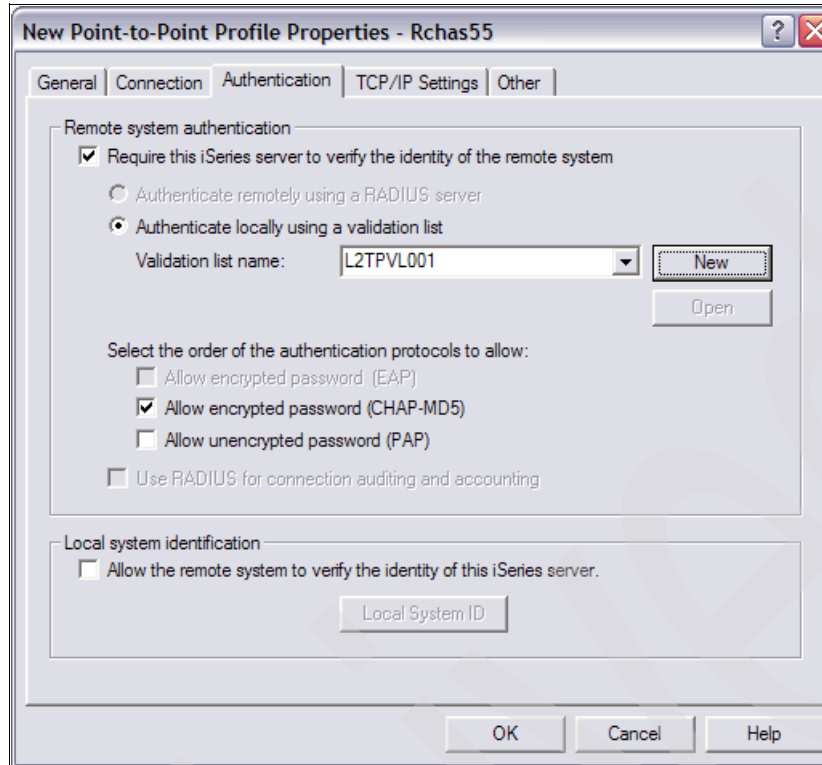 New Point-to-Point Profile Properties - Rchas55
General Connection Authentication TCP/IP Settings Other
Remote system authentication
Require this iSeries server to verify the identity of the remote system
Authenticate remotely using a RADIUS server
Authenticate locally using a validation list
Validation list name: L2TPVL001 New
Open
Select the order of the authentication protocols to allow:
Allow encrypted password (EAP)
Allow encrypted password (CHAP-MD5)
Allow unencrypted password (PAP)
Use RADIUS for connection auditing and accounting
Local system identification
Allow the remote system to verify the identity of this iSeries server.
Local System ID
OK Cancel Help